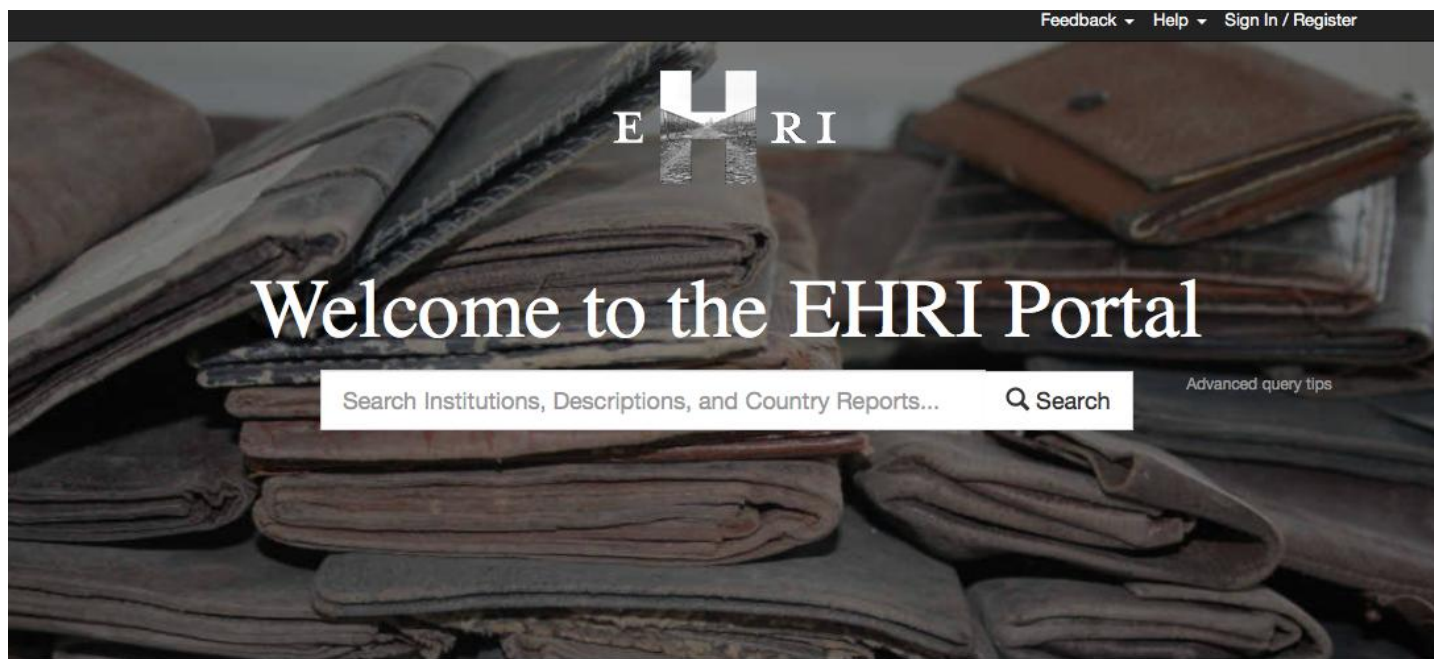 Feedback Help Sign In / Register
E H R I
Welcome to the EHRI Portal
Search Institutions, Descriptions, and Country Reports... Search
Advanced query tips